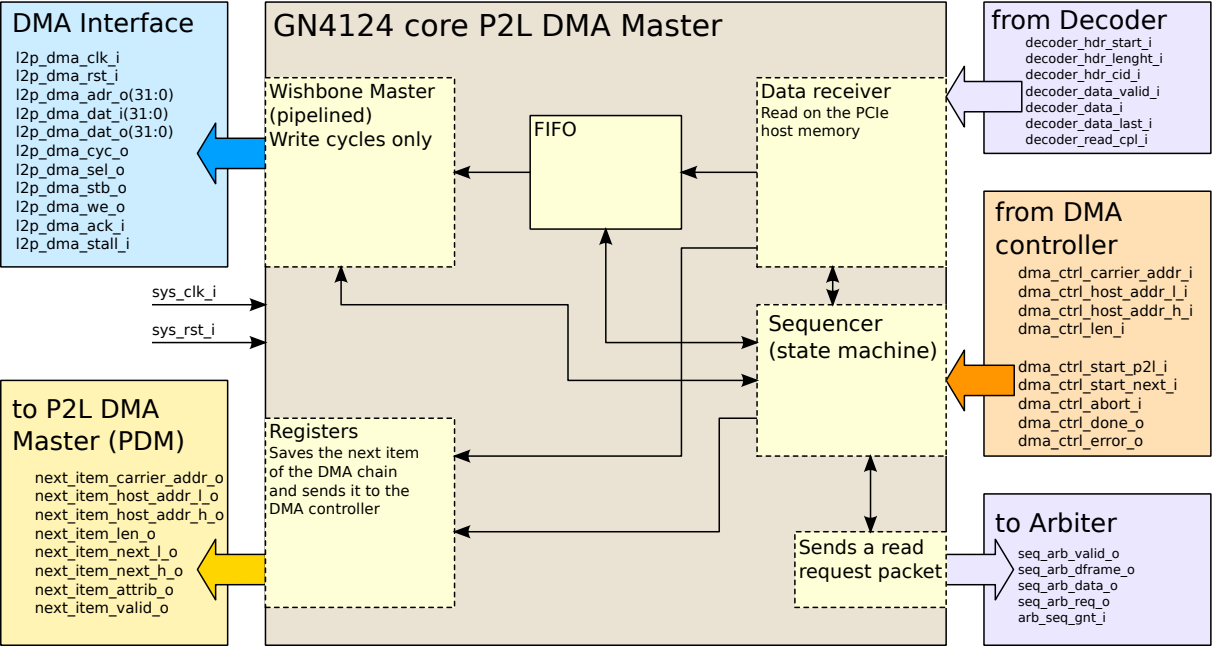 DMA Interface
l2p_dma_clk_i
l2p_dma_rst_i
l2p_dma_adr_o(31:0)
l2p_dma_dat_i(31:0)
l2p_dma_dat_o(31:0)
l2p_dma_cyc_o
l2p_dma_sel_o
l2p_dma_stb_o
l2p_dma_we_o
l2p_dma_ack_i
l2p_dma_stall_i
sys_clk_i
sys_rst_i
to P2L DMA
Master (PDM)
next_item_carrier_addr_o
next_item_host_addr_l_o
next_item_host_addr_h_o
next_item_len_o
next_item_next_l_o
next_item_next_h_o
next_item_attrib_o
next_item_valid_o
GN4124 core P2L DMA Master
Wishbone Master
(pipelined)
Write cycles only
FIFO
Data receiver
Read on the PCIe
host memory
Sequencer
(state machine)
Registers
Saves the next item
of the DMA chain
and sends it to the
DMA controller
Sends a read
request packet
from Decoder
decoder_hdr_start_i
decoder_hdr_lenght_i
decoder_hdr_cid_i
decoder_data_valid_i
decoder_data_i
decoder_data_last_i
decoder_read_cpl_i
from DMA
controller
dma_ctrl_carrier_addr_i
dma_ctrl_host_addr_l_i
dma_ctrl_host_addr_h_i
dma_ctrl_len_i
dma_ctrl_start_p2l_i
dma_ctrl_start_next_i
dma_ctrl_abort_i
dma_ctrl_done_o
dma_ctrl_error_o
to Arbiter
seq_arb_valid_o
seq_arb_dframe_o
seq_arb_data_o
seq_arb_req_o
arb_seq_gnt_i